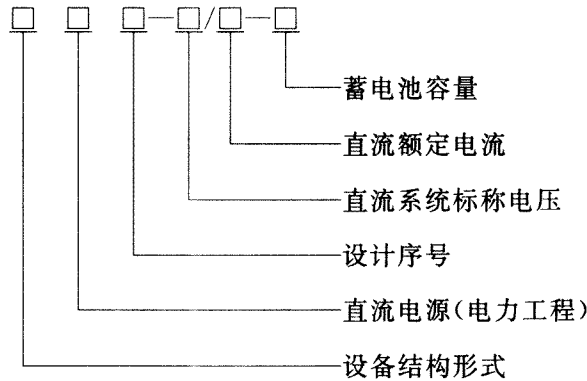 □ □ □—□/□—□
蓄电池容量
直流额定电流
直流系统标称电压
设计序号
直流电源(电力工程)
设备结构形式